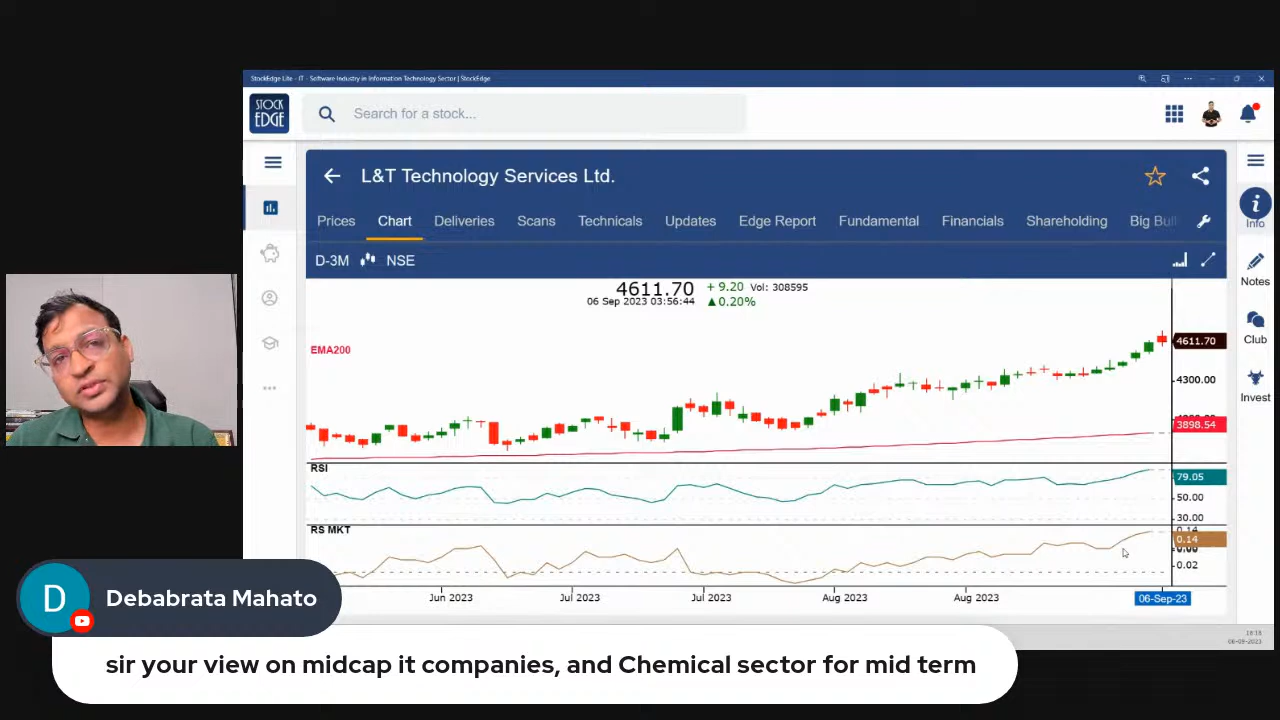 StockEdge Lite - IT - Software Industry in Information Technology Sector | StockEdge
STOCK
EDGE
Search for a stock...
L&T Technology Services Ltd.
Prices
Chart
Deliveries
Scans
Technicals
Updates
Edge Report
Fundamental
Financials
Shareholding
Big Bull
D-3M
NSE
4611.70
+ 9.20 Vol: 308595
06 Sep 2023 03:56:44
▲0.20%
EMA200
4611.70
4300.00
3898.54
RSI
79.05
50.00
30.00
RS MKT
0.14
0.14
0.02
Jun 2023
Jul 2023
Jul 2023
Aug 2023
Aug 2023
06-Sep-23
Info
Notes
Club
Invest
D
Debabrata Mahato
sir your view on midcap it companies, and Chemical sector for mid term